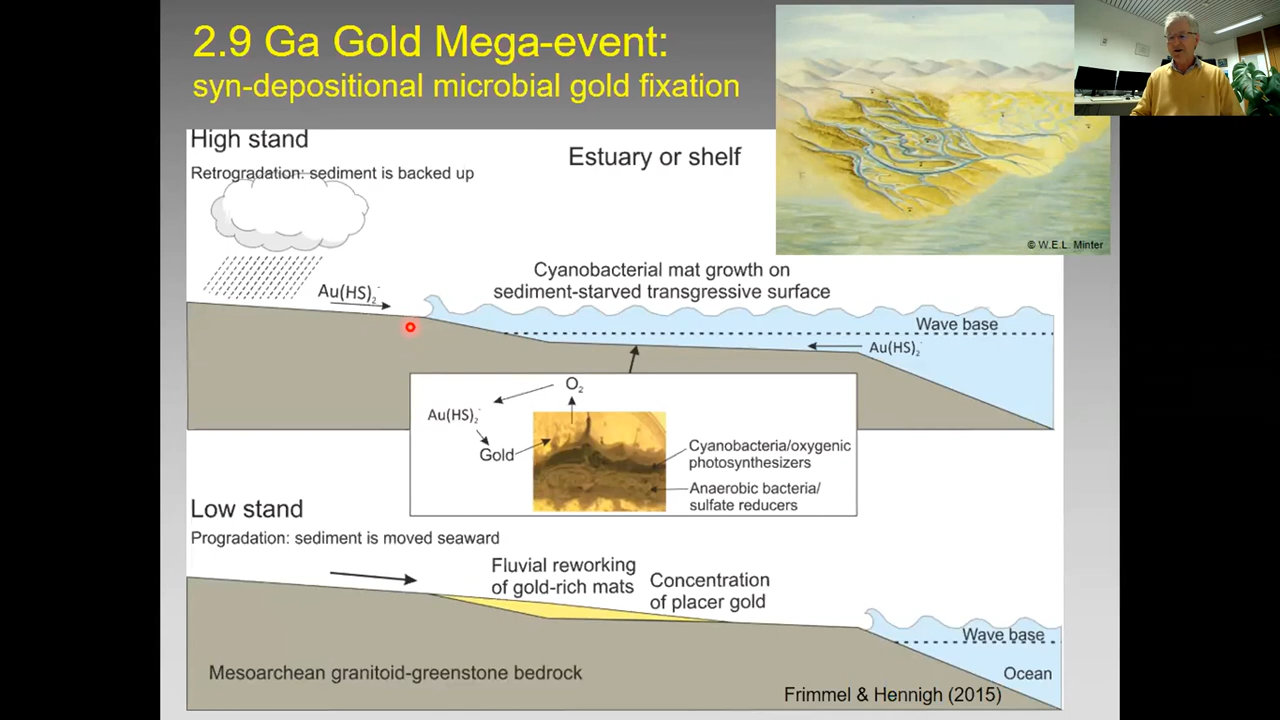 2.9 Ga Gold Mega-event:
syn-depositional microbial gold fixation
© W.E.L. Minter
High stand
Retrogradation: sediment is backed up
Estuary or shelf
Au(HS)₂⁻
Cyanobacterial mat growth on
sediment-starved transgressive surface
Wave base
Au(HS)₂⁻
O₂
Au(HS)₂⁻
Gold
Cyanobacteria/oxygenic
photosynthesizers
Anaerobic bacteria/
sulfate reducers
Low stand
Progradation: sediment is moved seaward
Fluvial reworking
of gold-rich mats
Concentration
of placer gold
Wave base
Ocean
Mesoarchean granitoid-greenstone bedrock
Frimmel & Hennigh (2015)